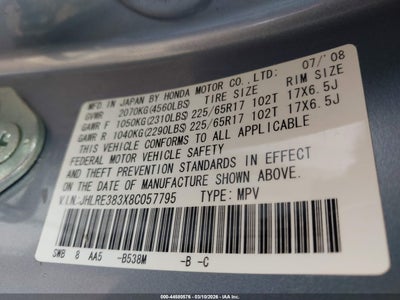 MFD. IN JAPAN BY HONDA MOTOR CO.,LTD. 07/'08
GVWR 2070KG(4560LBS) TIRE SIZE RIM SIZE
GAWR F 1050KG(2310LBS) 225/65R17 102T 17X6.5J
GAWR R 1040KG(2290LBS) 225/65R17 102T 17X6.5J
THIS VEHICLE CONFORMS TO ALL APPLICABLE
FEDERAL MOTOR VEHICLE SAFETY
AND THEFT PREVENTION STANDARDS IN EFFECT
ON THE DATE OF MANUFACTURE SHOWN ABOVE.
V.I.N.:JHLRE383X8C057795 TYPE: MPV
SWB 8 AA5 -B538M -B -C
000-44500576 - 03/10/2026 - IAA